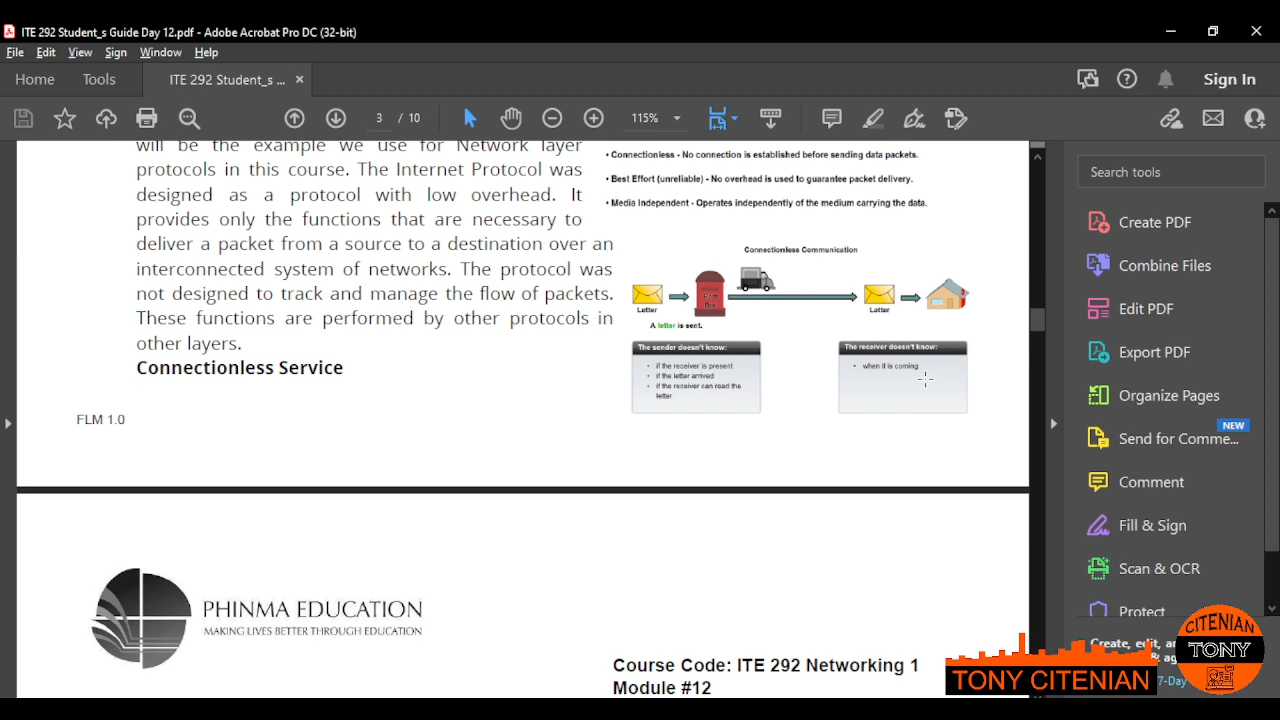 ITE 292 Student_s Guide Day 12.pdf - Adobe Acrobat Pro DC (32-bit)
File Edit View Sign Window Help
Home Tools ITE 292 Student_s ... × Sign In
3 / 10 115%
will be the example we use for Network layer
protocols in this course. The Internet Protocol was
designed as a protocol with low overhead. It
provides only the functions that are necessary to
deliver a packet from a source to a destination over an
interconnected system of networks. The protocol was
not designed to track and manage the flow of packets.
These functions are performed by other protocols in
other layers.
Connectionless Service
• Connectionless - No connection is established before sending data packets.
• Best Effort (unreliable) - No overhead is used to guarantee packet delivery.
• Media Independent - Operates independently of the medium carrying the data.
Connectionless Communication
Letter
Letter
A letter is sent.
The sender doesn't know:
• if the receiver is present
• if the letter arrived
• if the receiver can read the
letter
The receiver doesn't know:
• when it is coming
FLM 1.0
PHINMA EDUCATION
MAKING LIVES BETTER THROUGH EDUCATION
Course Code: ITE 292 Networking 1
Module #12
Search tools
Create PDF
Combine Files
Edit PDF
Export PDF
Organize Pages
NEW
Send for Comme...
Comment
Fill & Sign
Scan & OCR
Protect
Create, edit,
7-Day
TONY CITENIAN
CITENIAN
TONY